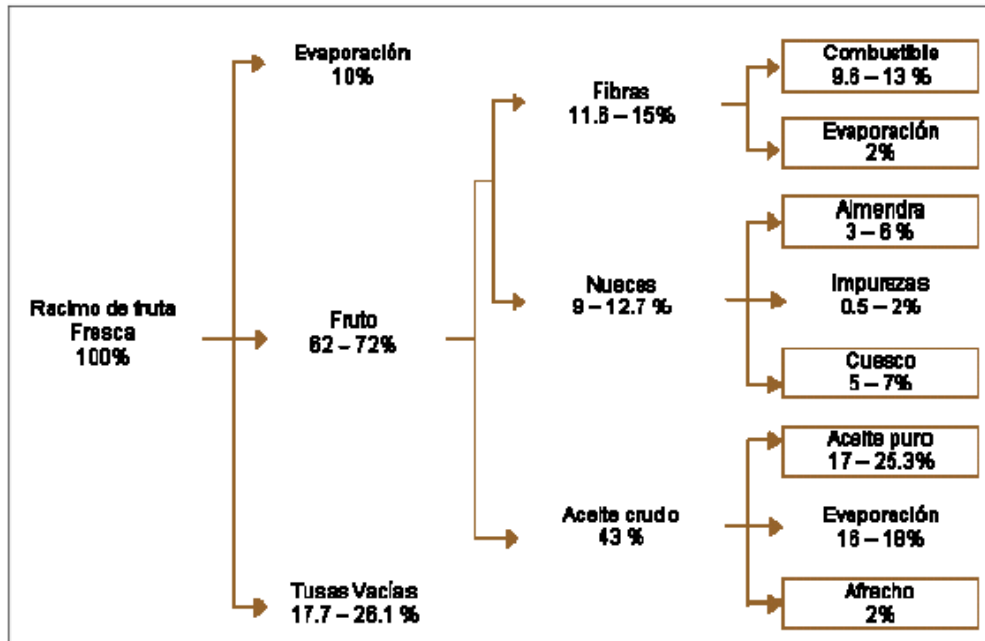 Racimo de fruta
Fresca
100%
Evaporación
10%
Fruto
62 – 72%
Tusas Vacías
17.7 – 26.1 %
Fibras
11.6 – 15%
Nueces
9 – 12.7 %
Aceite crudo
43 %
Combustible
9.6 – 13 %
Evaporación
2%
Almendra
3 – 6 %
Impurezas
0.5 – 2%
Cuesco
5 – 7%
Aceite puro
17 – 25.3%
Evaporación
16 – 18%
Afrecho
2%